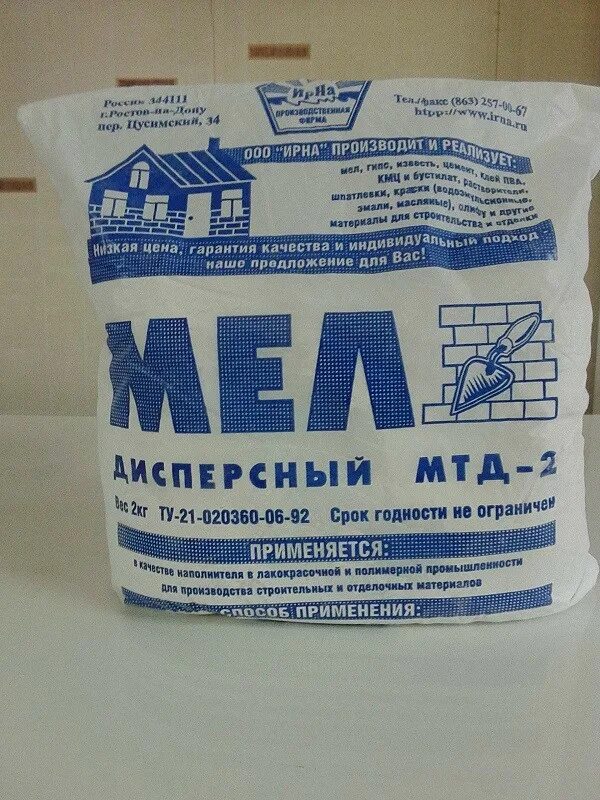 Россия 344111
г.Ростов-на-Дону
пер. Цусимский, 34
ИрНа
ПРОИЗВОДСТВЕННАЯ
ФИРМА
Тел./факс (863) 257-00-67
http://www.irna.ru
ООО "ИРНА" ПРОИЗВОДИТ И РЕАЛИЗУЕТ:
мел, гипс, известь, цемент, клей ПВА,
КМЦ и бустилат, растворители,
шпатлевки, краски (водоэмульсионные,
эмали, масляные), олифу и другие
материалы для строительства и отделки
Низкая цена, гарантия качества и индивидуальный подход
наше предложение для Вас!
МЕЛ
ДИСПЕРСНЫЙ МТД-2
Вес 2кг ТУ-21-020360-06-92 Срок годности не ограничен
ПРИМЕНЯЕТСЯ:
в качестве наполнителя в лакокрасочной и полимерной промышленности
для производства строительных и отделочных материалов
СПОСОБ ПРИМЕНЕНИЯ: